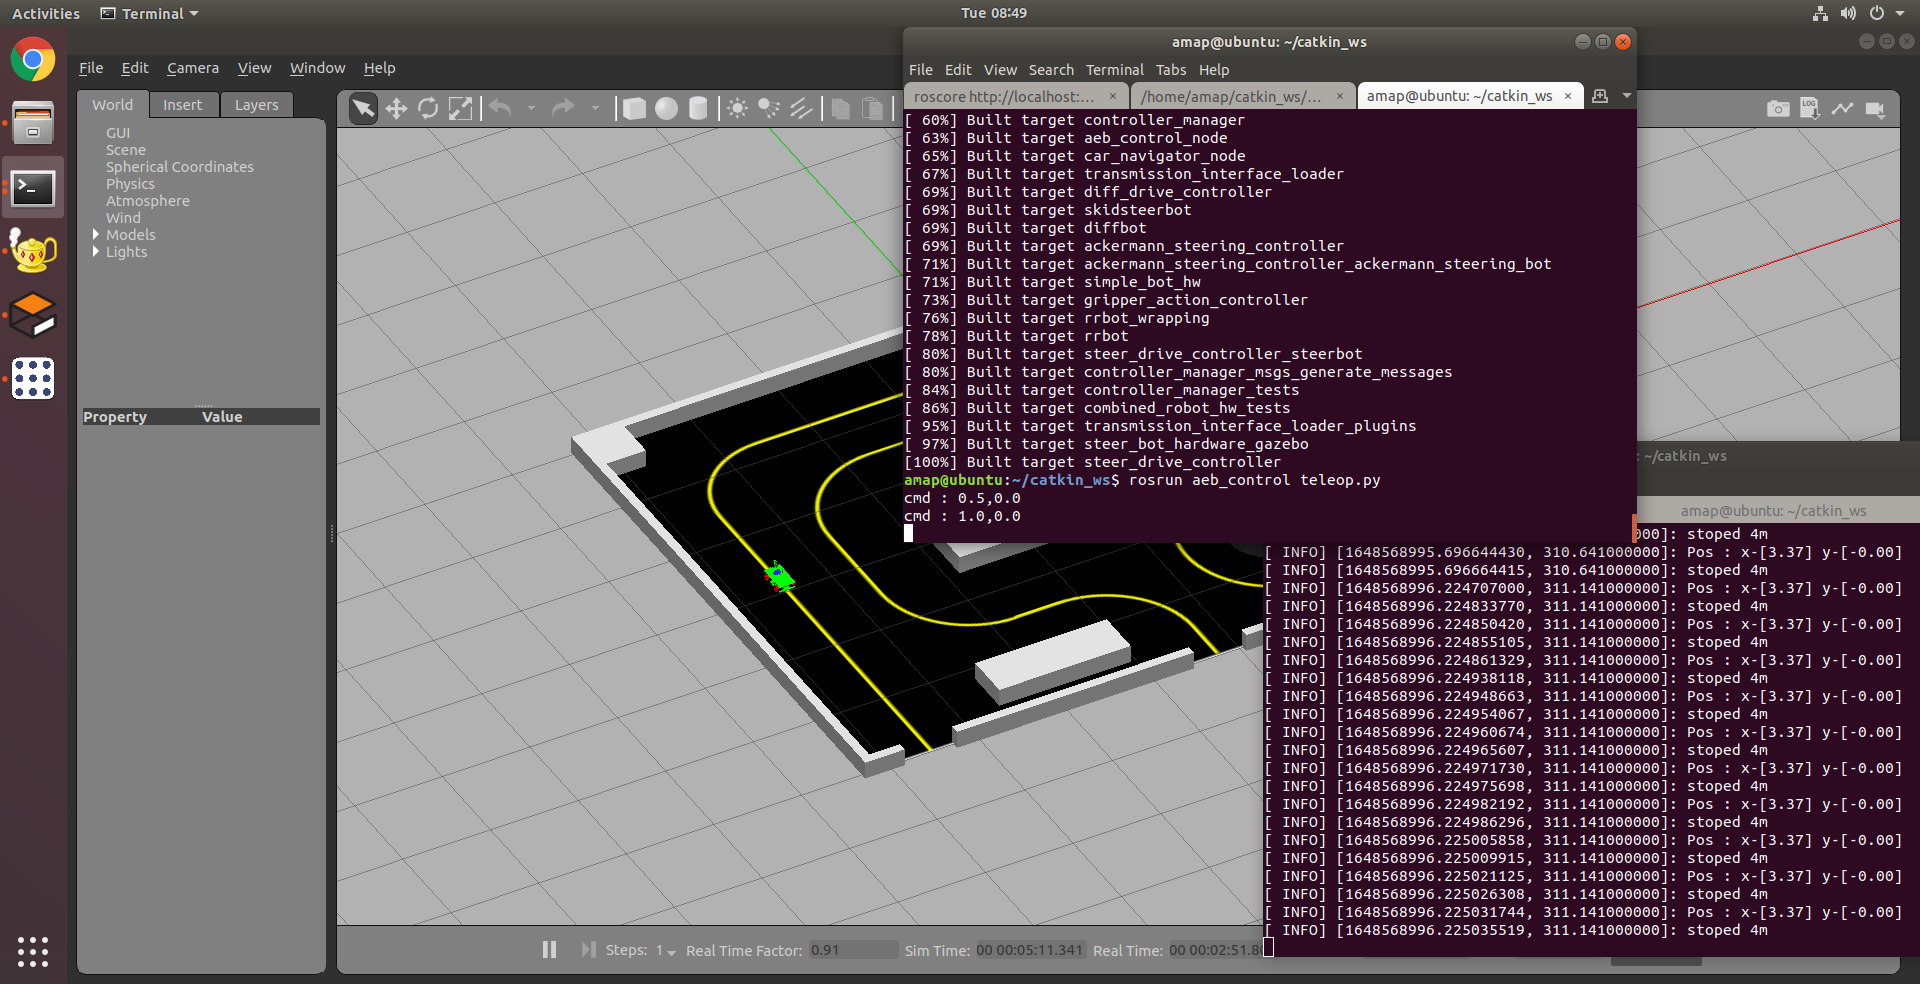 Activities
Terminal
Tue 08:49
File Edit Camera View Window Help
World Insert Layers
GUI
Scene
Spherical Coordinates
Physics
Atmosphere
Wind
Models
Lights
Property Value
Steps: 1 Real Time Factor: 0.91 Sim Time: 00 00:05:11.341 Real Time: 00 00:02:51.8
amap@ubuntu: ~/catkin_ws
File Edit View Search Terminal Tabs Help
roscore http://localhost:... × /home/amap/catkin_ws/... × amap@ubuntu: ~/catkin_ws ×
[ 60%] Built target controller_manager
[ 63%] Built target aeb_control_node
[ 65%] Built target car_navigator_node
[ 67%] Built target transmission_interface_loader
[ 69%] Built target diff_drive_controller
[ 69%] Built target skidsteerbot
[ 69%] Built target diffbot
[ 69%] Built target ackermann_steering_controller
[ 71%] Built target ackermann_steering_controller_ackermann_steering_bot
[ 71%] Built target simple_bot_hw
[ 73%] Built target gripper_action_controller
[ 76%] Built target rrbot_wrapping
[ 78%] Built target rrbot
[ 80%] Built target steer_drive_controller_steerbot
[ 80%] Built target controller_manager_msgs_generate_messages
[ 84%] Built target controller_manager_tests
[ 86%] Built target combined_robot_hw_tests
[ 95%] Built target transmission_interface_loader_plugins
[ 97%] Built target steer_bot_hardware_gazebo
[100%] Built target steer_drive_controller
amap@ubuntu:~/catkin_ws$ rosrun aeb_control teleop.py
cmd : 0.5,0.0
cmd : 1.0,0.0
LOG
: ~/catkin_ws
amap@ubuntu: ~/catkin_ws
000]: stoped 4m
[ INFO] [1648568995.696644430, 310.641000000]: Pos : x-[3.37] y-[-0.00]
[ INFO] [1648568995.696664415, 310.641000000]: stoped 4m
[ INFO] [1648568996.224707000, 311.141000000]: Pos : x-[3.37] y-[-0.00]
[ INFO] [1648568996.224833770, 311.141000000]: stoped 4m
[ INFO] [1648568996.224850420, 311.141000000]: Pos : x-[3.37] y-[-0.00]
[ INFO] [1648568996.224855105, 311.141000000]: stoped 4m
[ INFO] [1648568996.224861329, 311.141000000]: Pos : x-[3.37] y-[-0.00]
[ INFO] [1648568996.224938118, 311.141000000]: stoped 4m
[ INFO] [1648568996.224948663, 311.141000000]: Pos : x-[3.37] y-[-0.00]
[ INFO] [1648568996.224954067, 311.141000000]: stoped 4m
[ INFO] [1648568996.224960674, 311.141000000]: Pos : x-[3.37] y-[-0.00]
[ INFO] [1648568996.224965607, 311.141000000]: stoped 4m
[ INFO] [1648568996.224971730, 311.141000000]: Pos : x-[3.37] y-[-0.00]
[ INFO] [1648568996.224975698, 311.141000000]: stoped 4m
[ INFO] [1648568996.224982192, 311.141000000]: Pos : x-[3.37] y-[-0.00]
[ INFO] [1648568996.224986296, 311.141000000]: stoped 4m
[ INFO] [1648568996.225005858, 311.141000000]: Pos : x-[3.37] y-[-0.00]
[ INFO] [1648568996.225009915, 311.141000000]: stoped 4m
[ INFO] [1648568996.225021125, 311.141000000]: Pos : x-[3.37] y-[-0.00]
[ INFO] [1648568996.225026308, 311.141000000]: stoped 4m
[ INFO] [1648568996.225031744, 311.141000000]: Pos : x-[3.37] y-[-0.00]
[ INFO] [1648568996.225035519, 311.141000000]: stoped 4m